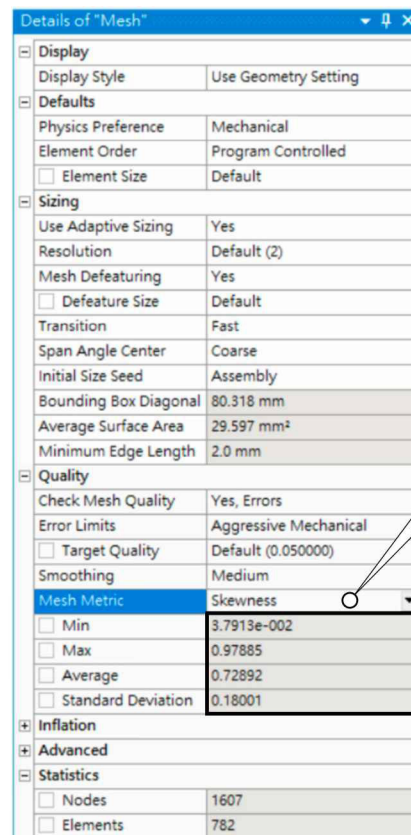 Details of "Mesh"
Display
Display Style Use Geometry Setting
Defaults
Physics Preference Mechanical
Element Order Program Controlled
Element Size Default
Sizing
Use Adaptive Sizing Yes
Resolution Default (2)
Mesh Defeaturing Yes
Defeature Size Default
Transition Fast
Span Angle Center Coarse
Initial Size Seed Assembly
Bounding Box Diagonal 80.318 mm
Average Surface Area 29.597 mm²
Minimum Edge Length 2.0 mm
Quality
Check Mesh Quality Yes, Errors
Error Limits Aggressive Mechanical
Target Quality Default (0.050000)
Smoothing Medium
Mesh Metric Skewness
Min 3.7913e-002
Max 0.97885
Average 0.72892
Standard Deviation 0.18001
Inflation
Advanced
Statistics
Nodes 1607
Elements 782